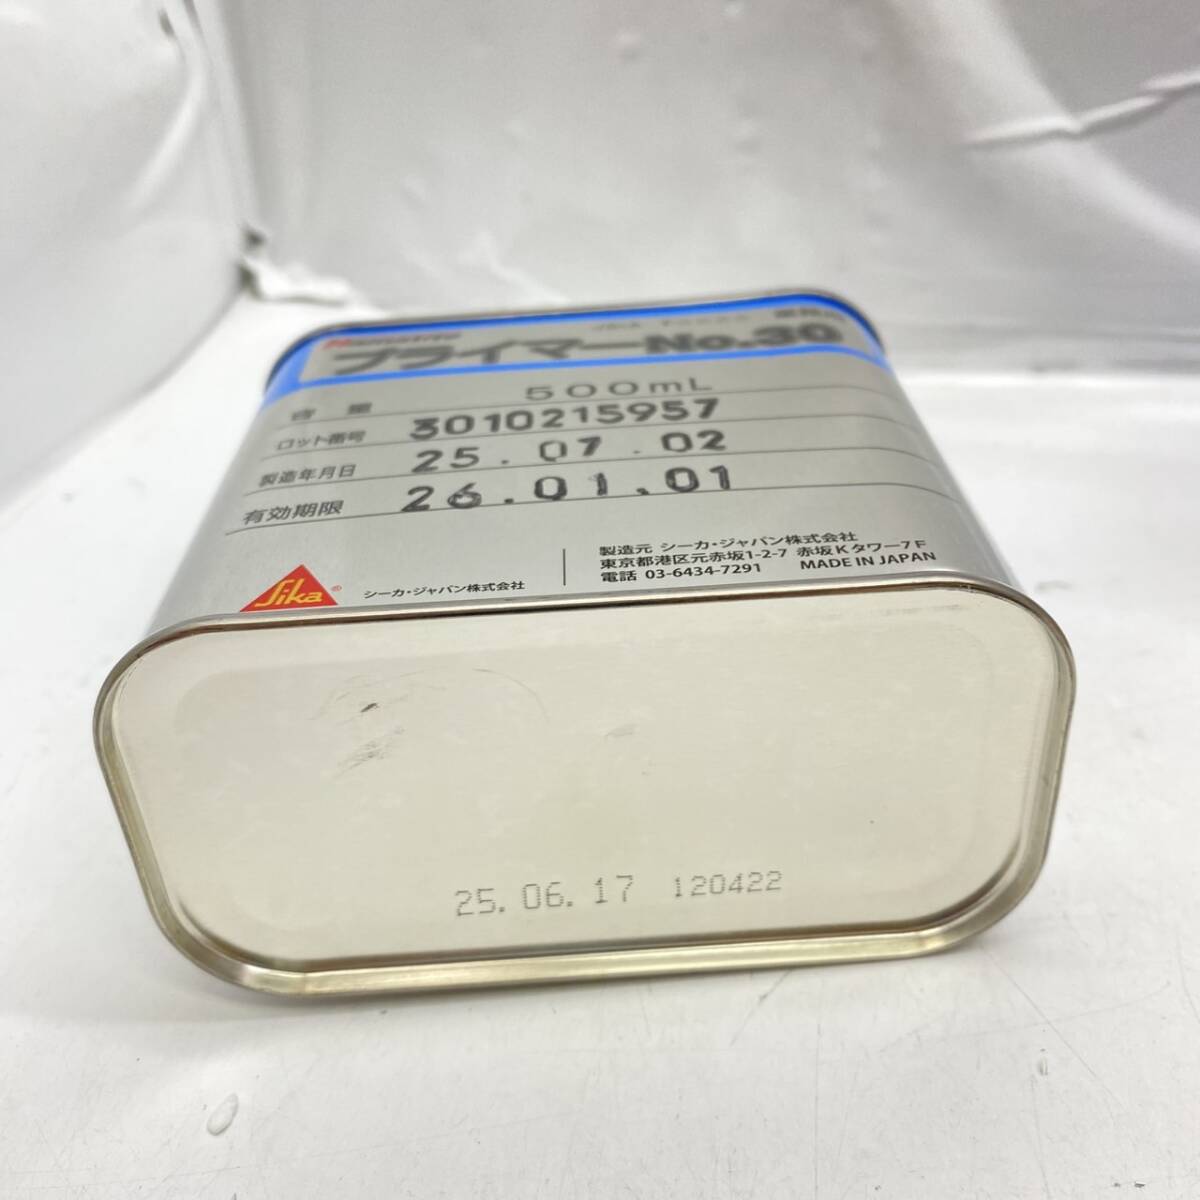 プライマーNo.30
容量 500mL
ロット番号 3010215957
製造年月日 25.07.02
有効期限 26.01.01
Sika®
シーカ・ジャパン株式会社
製造元 シーカ・ジャパン株式会社
東京都港区元赤坂1-2-7 赤坂Kタワー7F
電話 03-6434-7291 MADE IN JAPAN
25.06.17 120422